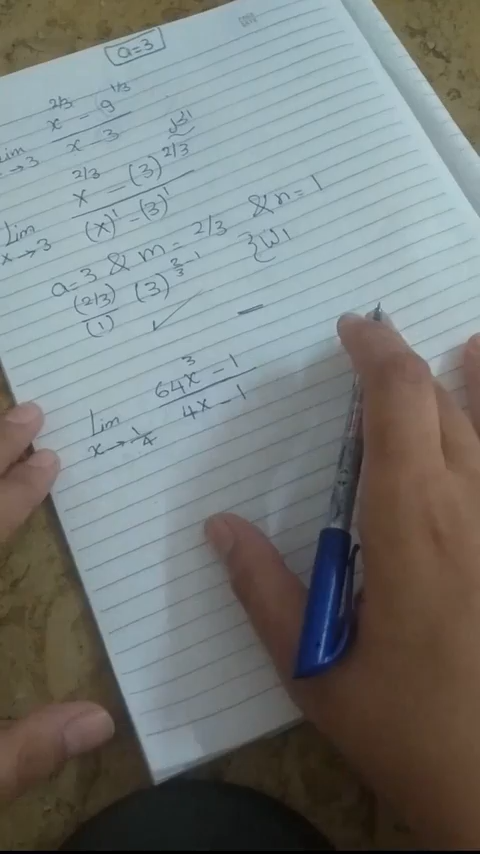 a=3
Lim x→3 (x^2/3 - 9^1/3)/(x - 3)
Lim x→3 (x^2/3 - (3)^2/3)/((x)^1 - (3)^1)
a=3 & m=2/3 & n=1
(2/3)/(1) (3)^(2/3 - 1)
Lim x→1/4 (64x^3 - 1)/(4x - 1)